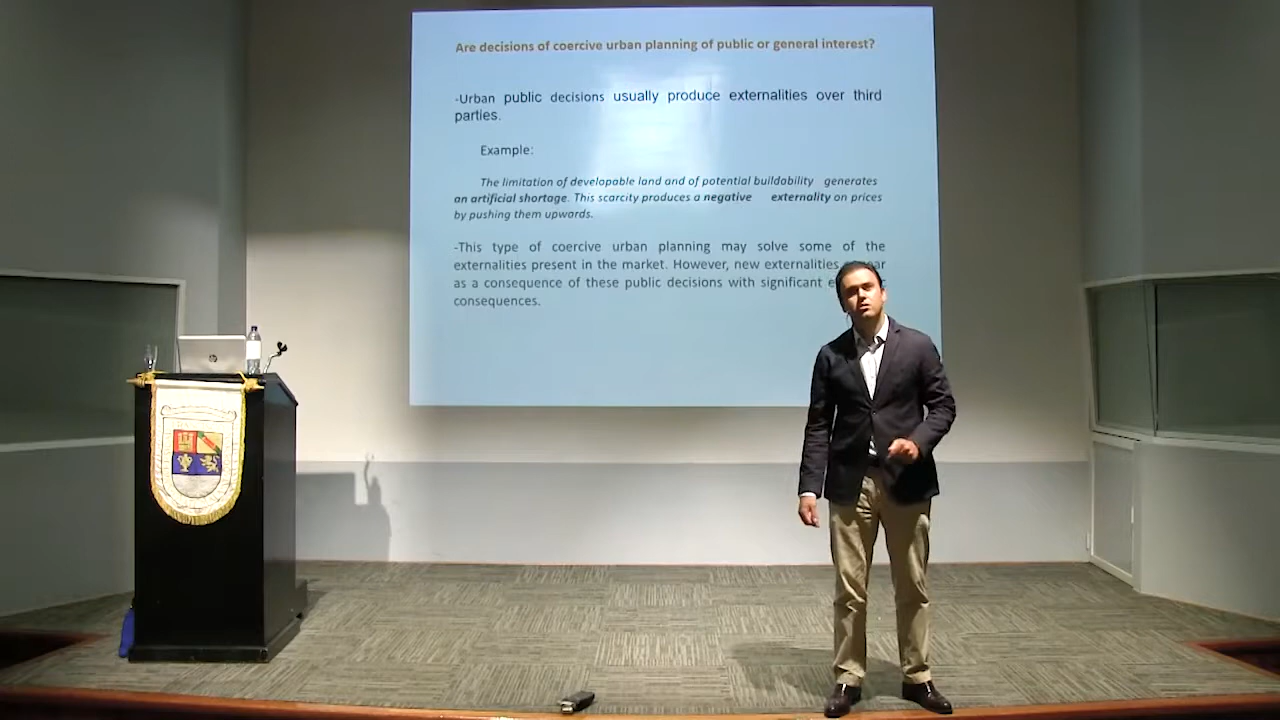 Are decisions of coercive urban planning of public or general interest?
-Urban public decisions usually produce externalities over third
parties.
Example:
The limitation of developable land and of potential buildability generates
an artificial shortage. This scarcity produces a negative externality on prices
by pushing them upwards.
-This type of coercive urban planning may solve some of the
externalities present in the market. However, new externalities
as a consequence of these public decisions with significant
consequences.
hp